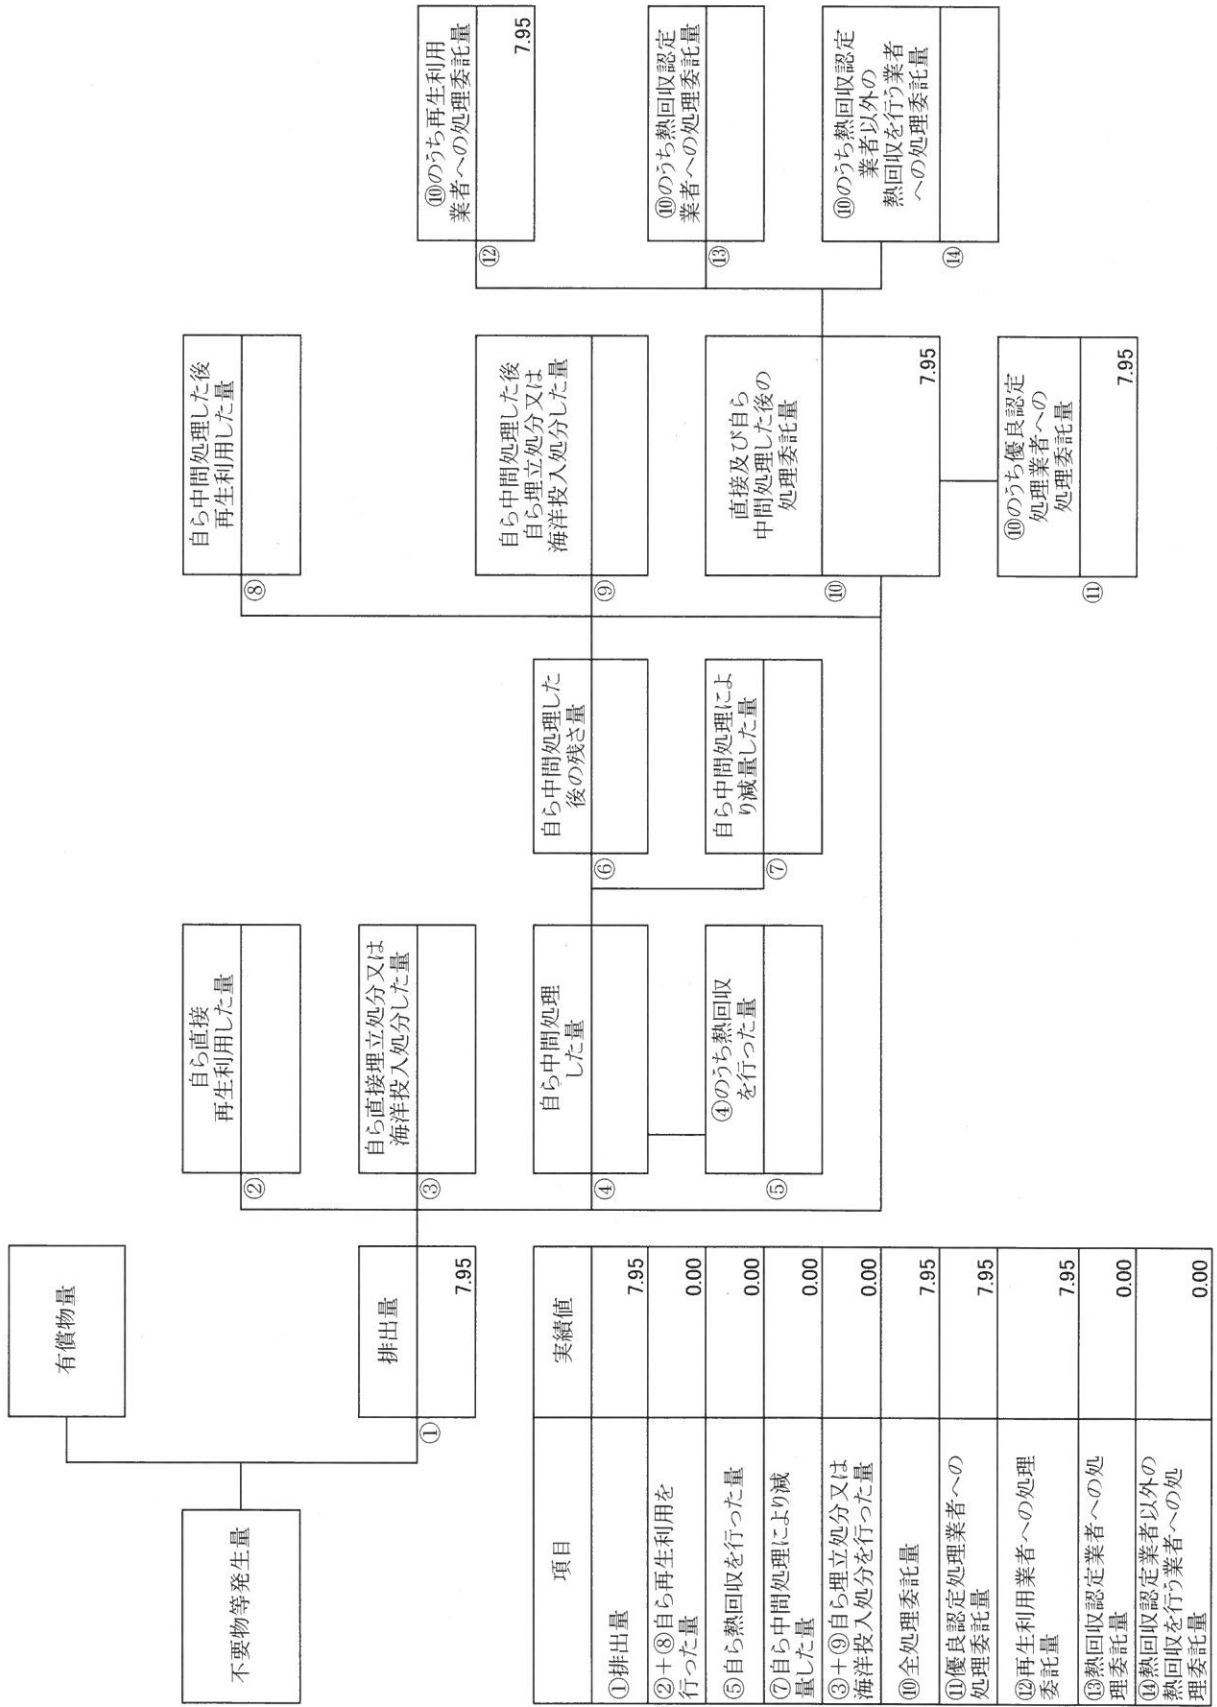 不要物等発生量
有償物量
排出量
①
7.95
自ら直接
再生利用した量
②
自ら直接埋立処分又は
海洋投入処分した量
③
自ら中間処理
した量
④
④のうち熱回収
を行った量
⑤
自ら中間処理した
後の残さ量
⑥
自ら中間処理によ
り減量した量
⑦
自ら中間処理した後
再生利用した量
⑧
自ら中間処理した後
自ら埋立処分又は
海洋投入処分した量
⑨
直接及び自ら
中間処理した後の
処理委託量
⑩
7.95
⑩のうち優良認定
処理業者への
処理委託量
⑪
7.95
⑩のうち再生利用
業者への処理委託量
⑫
7.95
⑩のうち熱回収認定
業者への処理委託量
⑬
⑩のうち熱回収認定
業者以外の
熱回収を行う業者
への処理委託量
⑭
項目
実績値
①排出量
7.95
②+⑧自ら再生利用を
行った量
0.00
⑤自ら熱回収を行った量
0.00
⑦自ら中間処理により減
量した量
0.00
③+⑨自ら埋立処分又は
海洋投入処分を行った量
0.00
⑩全処理委託量
7.95
⑪優良認定処理業者への
処理委託量
7.95
⑫再生利用業者への処理
委託量
7.95
⑬熱回収認定業者への処
理委託量
0.00
⑭熱回収認定業者以外の
熱回収を行う業者への処
理委託量
0.00